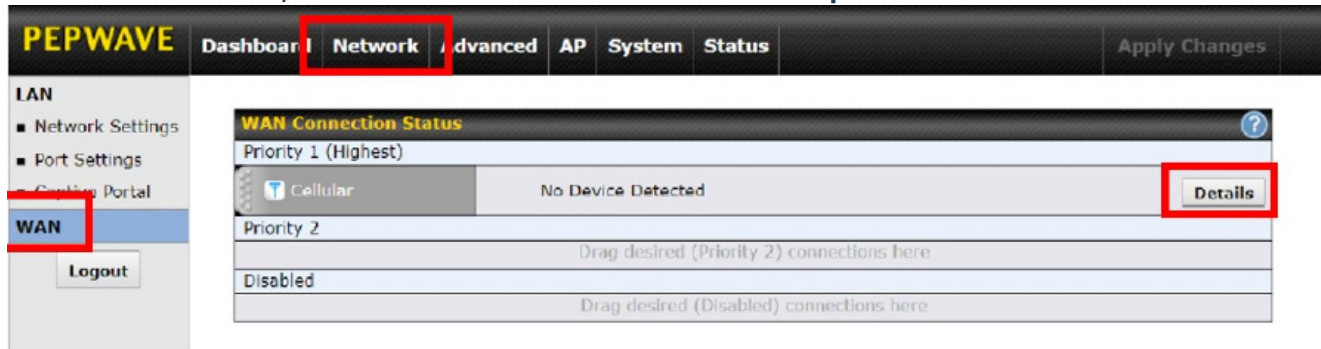 PEPWAVE Dashboard Network Advanced AP System Status Apply Changes
LAN
Network Settings
Port Settings
Captive Portal
WAN
Logout
WAN Connection Status
Priority 1 (Highest)
Cellular No Device Detected Details
Priority 2
Drag desired (Priority 2) connections here
Disabled
Drag desired (Disabled) connections here